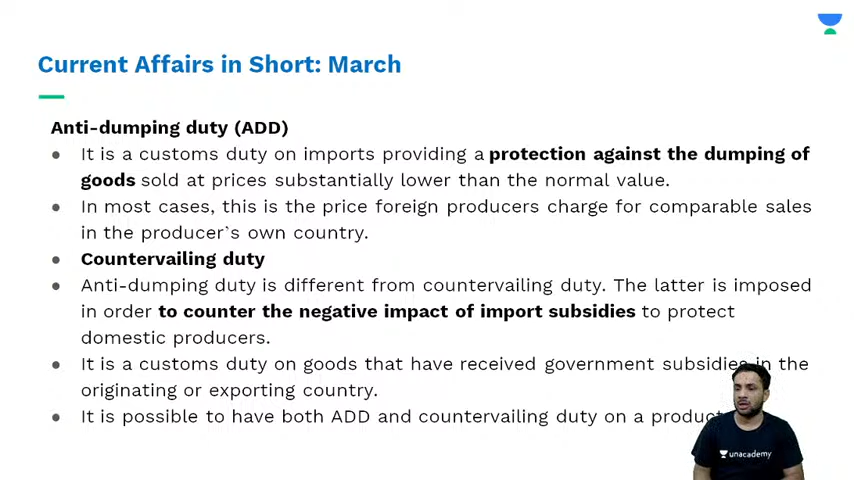 Current Affairs in Short: March
Anti-dumping duty (ADD)
● It is a customs duty on imports providing a protection against the dumping of
goods sold at prices substantially lower than the normal value.
● In most cases, this is the price foreign producers charge for comparable sales
in the producer's own country.
● Countervailing duty
● Anti-dumping duty is different from countervailing duty. The latter is imposed
in order to counter the negative impact of import subsidies to protect
domestic producers.
● It is a customs duty on goods that have received government subsidies in the
originating or exporting country.
● It is possible to have both ADD and countervailing duty on a product
unacademy